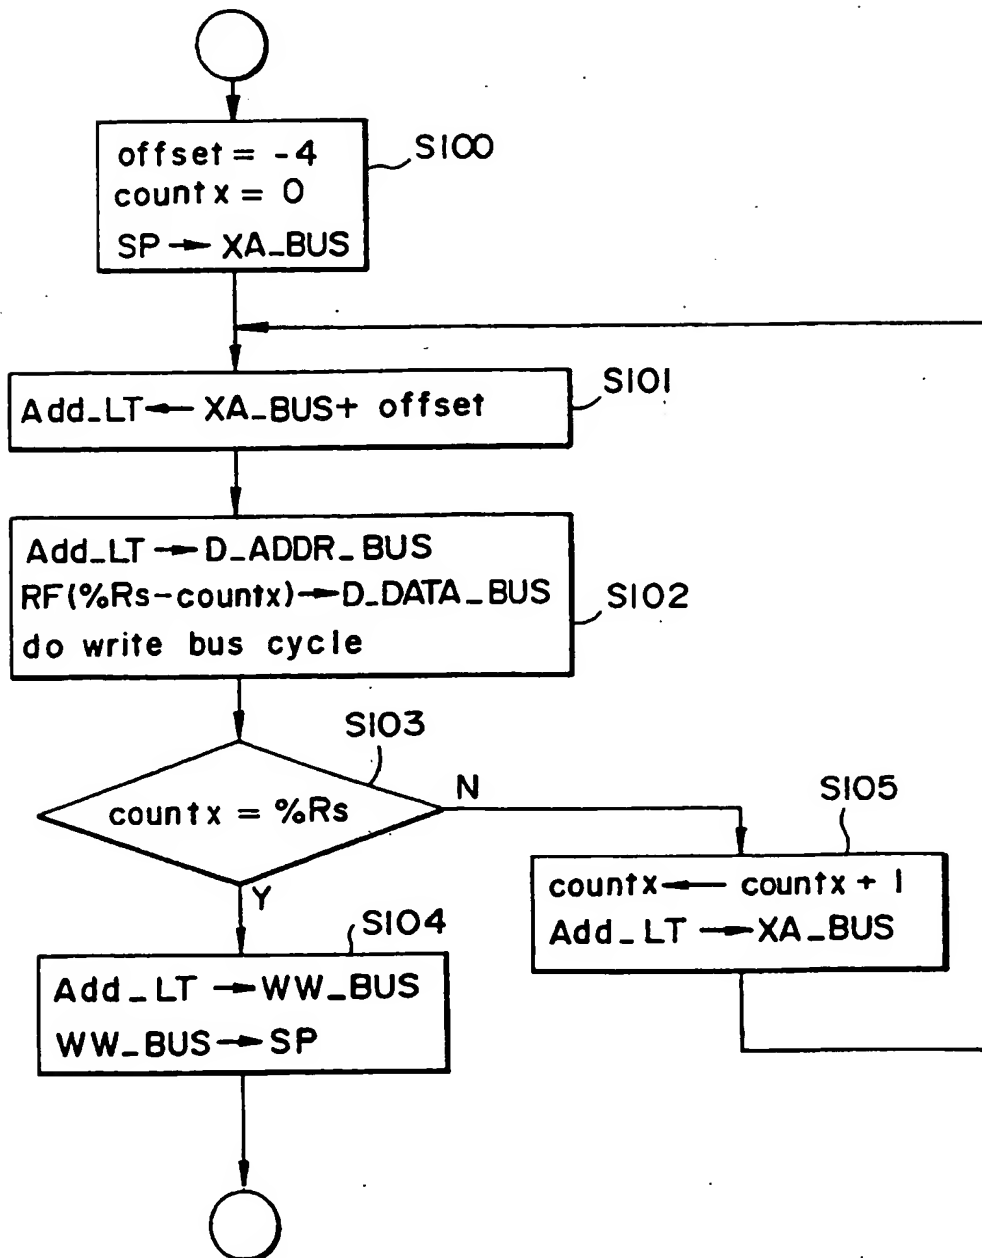 offset = -4
countx = 0
SP → XA_BUS
S100
Add_LT ← XA_BUS + offset
S101
Add_LT → D_ADDR_BUS
RF(%Rs-countx) → D_DATA_BUS
do write bus cycle
S102
S103
countx = %Rs
N
Y
S105
countx ← countx + 1
Add_LT → XA_BUS
S104
Add_LT → WW_BUS
WW_BUS → SP